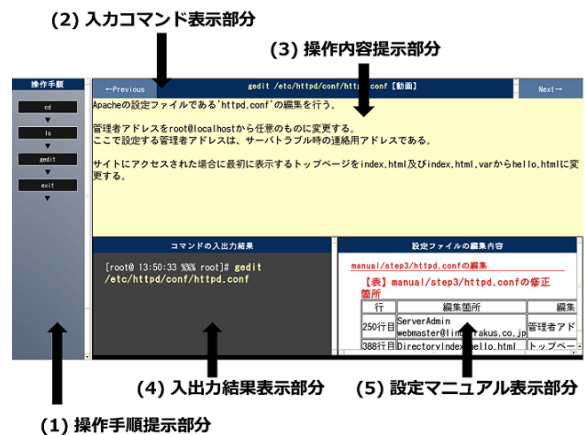 (2) 入力コマンド表示部分
(3) 操作内容提示部分
操作手順
←Previous
gedit /etc/httpd/conf/httpd.conf【動画】
Next→
cd
▼
ls
▼
gedit
▼
exit
▼
Apacheの設定ファイルである'httpd.conf'の編集を行う。
管理者アドレスをroot@localhostから任意のものに変更する。
ここで設定する管理者アドレスは、サーバトラブル時の連絡用アドレスである。
サイトにアクセスされた場合に最初に表示するトップページをindex.html及びindex.html.varからhello.htmlに変
更する。
コマンドの入出力結果
[root@ 13:50:33 %%% root]# gedit
/etc/httpd/conf/httpd.conf
設定ファイルの編集内容
manual/step3/httpd.confの編集
【表】manual/step3/httpd.confの修正
箇所
行 編集箇所 編集
250行目 ServerAdmin
管理者アド
388行目 DirectoryIndex hello.html トップペー
(4) 入出力結果表示部分
(5) 設定マニュアル表示部分
(1) 操作手順提示部分